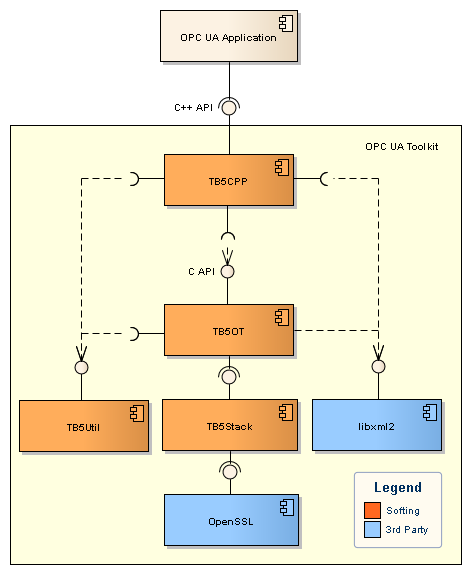 OPC UA Application
C++ API
OPC UA Toolkit
TB5CPP
C API
TB5OT
TB5Util
TB5Stack
libxml2
OpenSSL
Legend
Softing
3rd Party